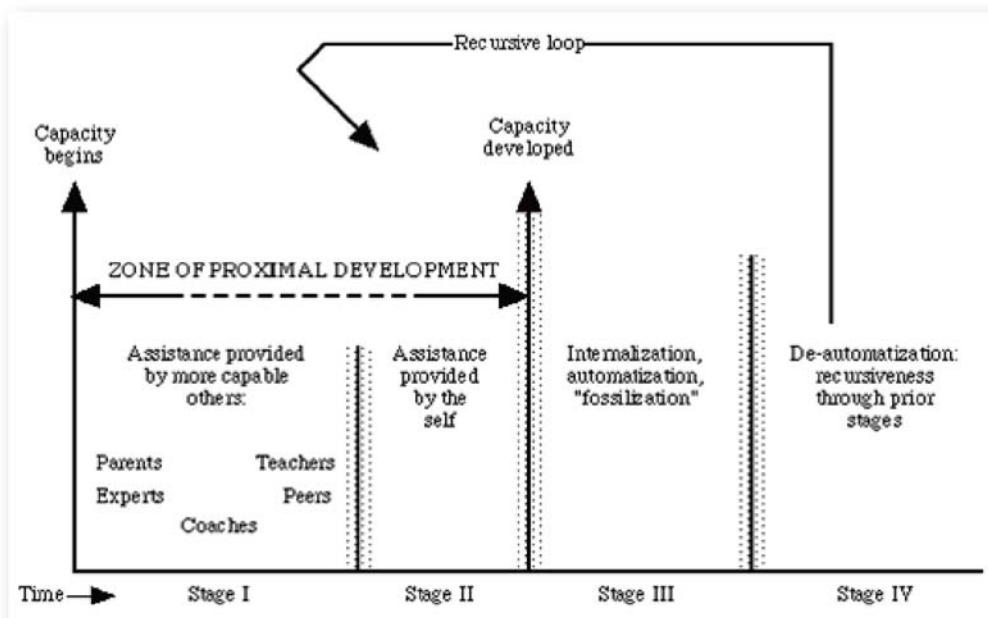 Recursive loop
Capacity
begins
Capacity
developed
ZONE OF PROXIMAL DEVELOPMENT
Assistance provided
by more capable
others:
Parents
Teachers
Experts
Peers
Coaches
Assistance
provided
by the
self
Internalization,
automatization,
"fossilization"
De-automatization:
recursiveness
through prior
stages
Time
Stage I
Stage II
Stage III
Stage IV